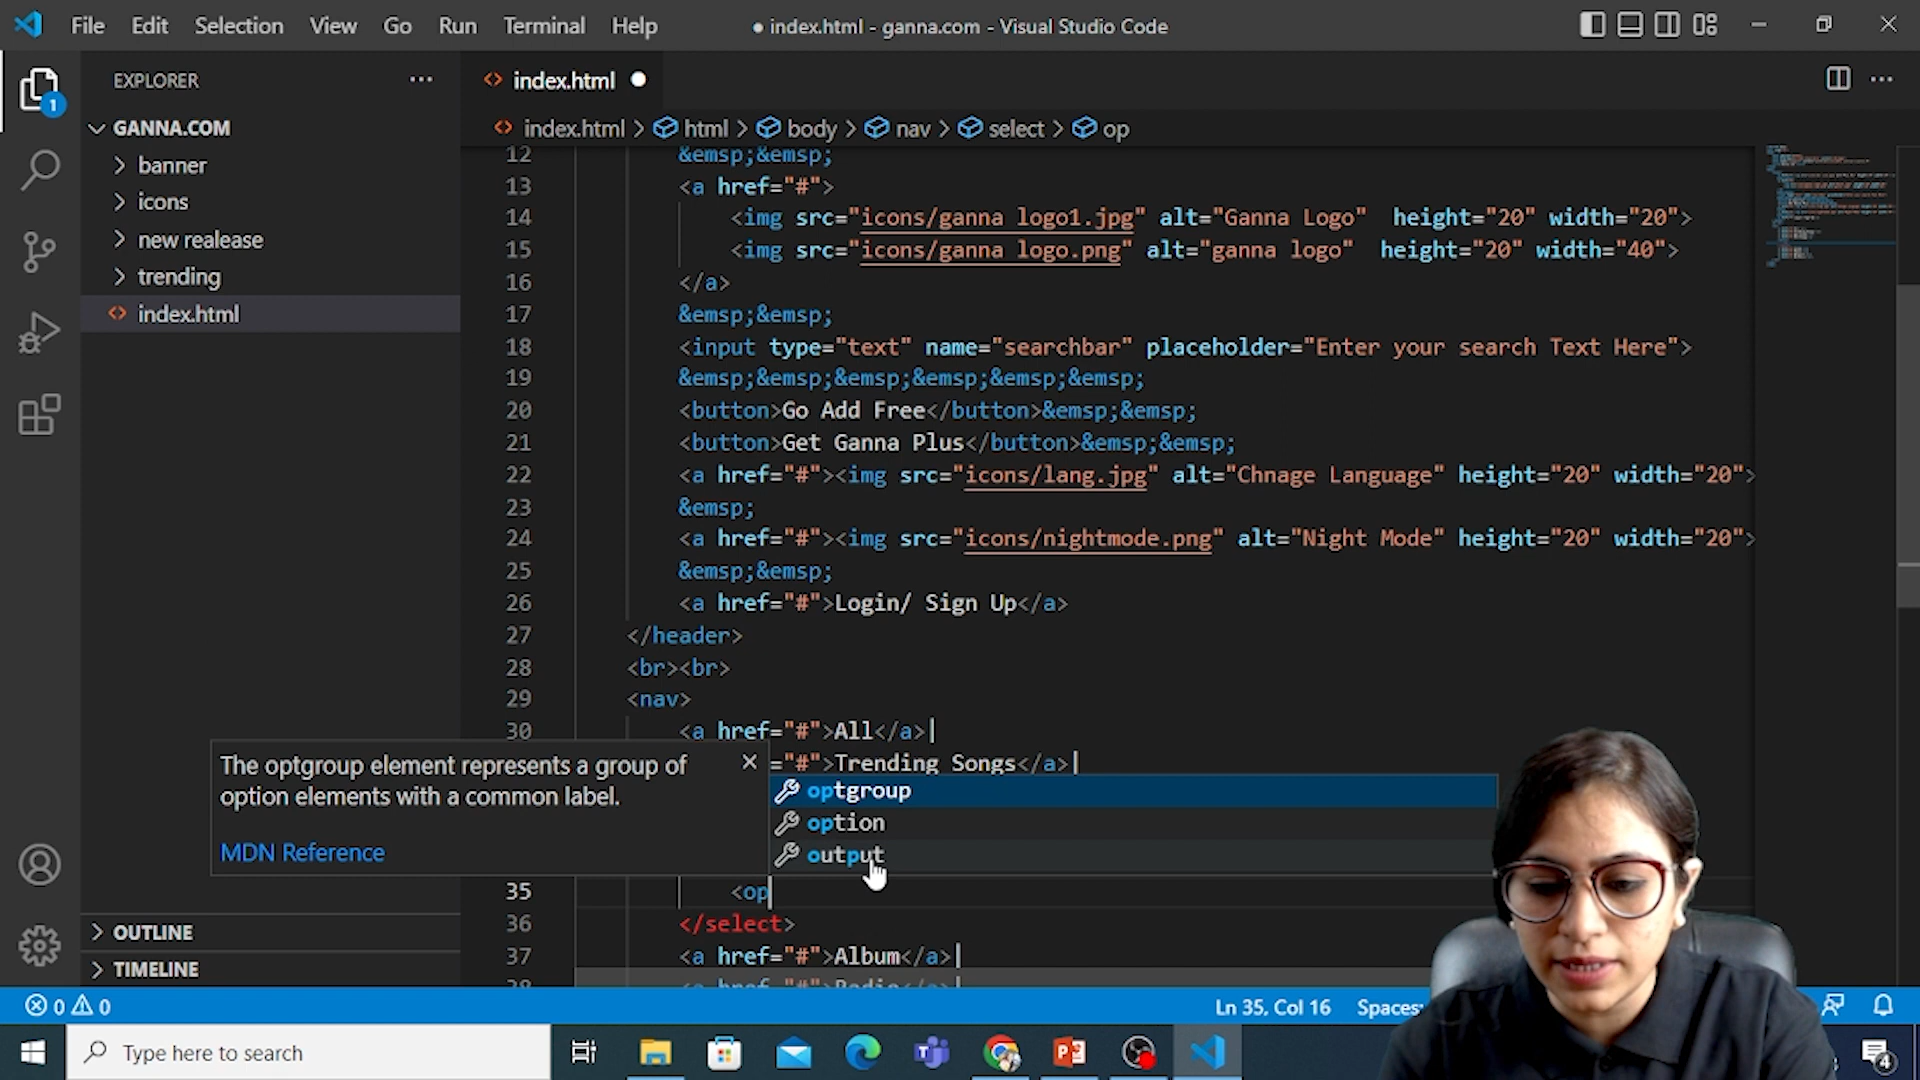 File Edit Selection View Go Run Terminal Help
● index.html - ganna.com - Visual Studio Code
EXPLORER
index.html
1
GANNA.COM
index.html > html > body > nav > select > op
banner
icons
new realease
trending
index.html
12 &emsp;&emsp;
13 <a href="#">
14 <img src="icons/ganna logo1.jpg" alt="Ganna Logo" height="20" width="20">
15 <img src="icons/ganna logo.png" alt="ganna logo" height="20" width="40">
16 </a>
17 &emsp;&emsp;
18 <input type="text" name="searchbar" placeholder="Enter your search Text Here">
19 &emsp;&emsp;&emsp;&emsp;&emsp;&emsp;
20 <button>Go Add Free</button>&emsp;&emsp;
21 <button>Get Ganna Plus</button>&emsp;&emsp;
22 <a href="#"><img src="icons/lang.jpg" alt="Chnage Language" height="20" width="20">
23 &emsp;
24 <a href="#"><img src="icons/nightmode.png" alt="Night Mode" height="20" width="20">
25 &emsp;&emsp;
26 <a href="#">Login/ Sign Up</a>
27 </header>
28 <br><br>
29 <nav>
30 <a href="#">All</a>|
="#">Trending Songs</a>|
The optgroup element represents a group of
option elements with a common label.
MDN Reference
optgroup
option
output
35 <op
36 </select>
37 <a href="#">Album</a>|
OUTLINE
TIMELINE
0 0
Ln 35, Col 16 Spaces:
Type here to search
4